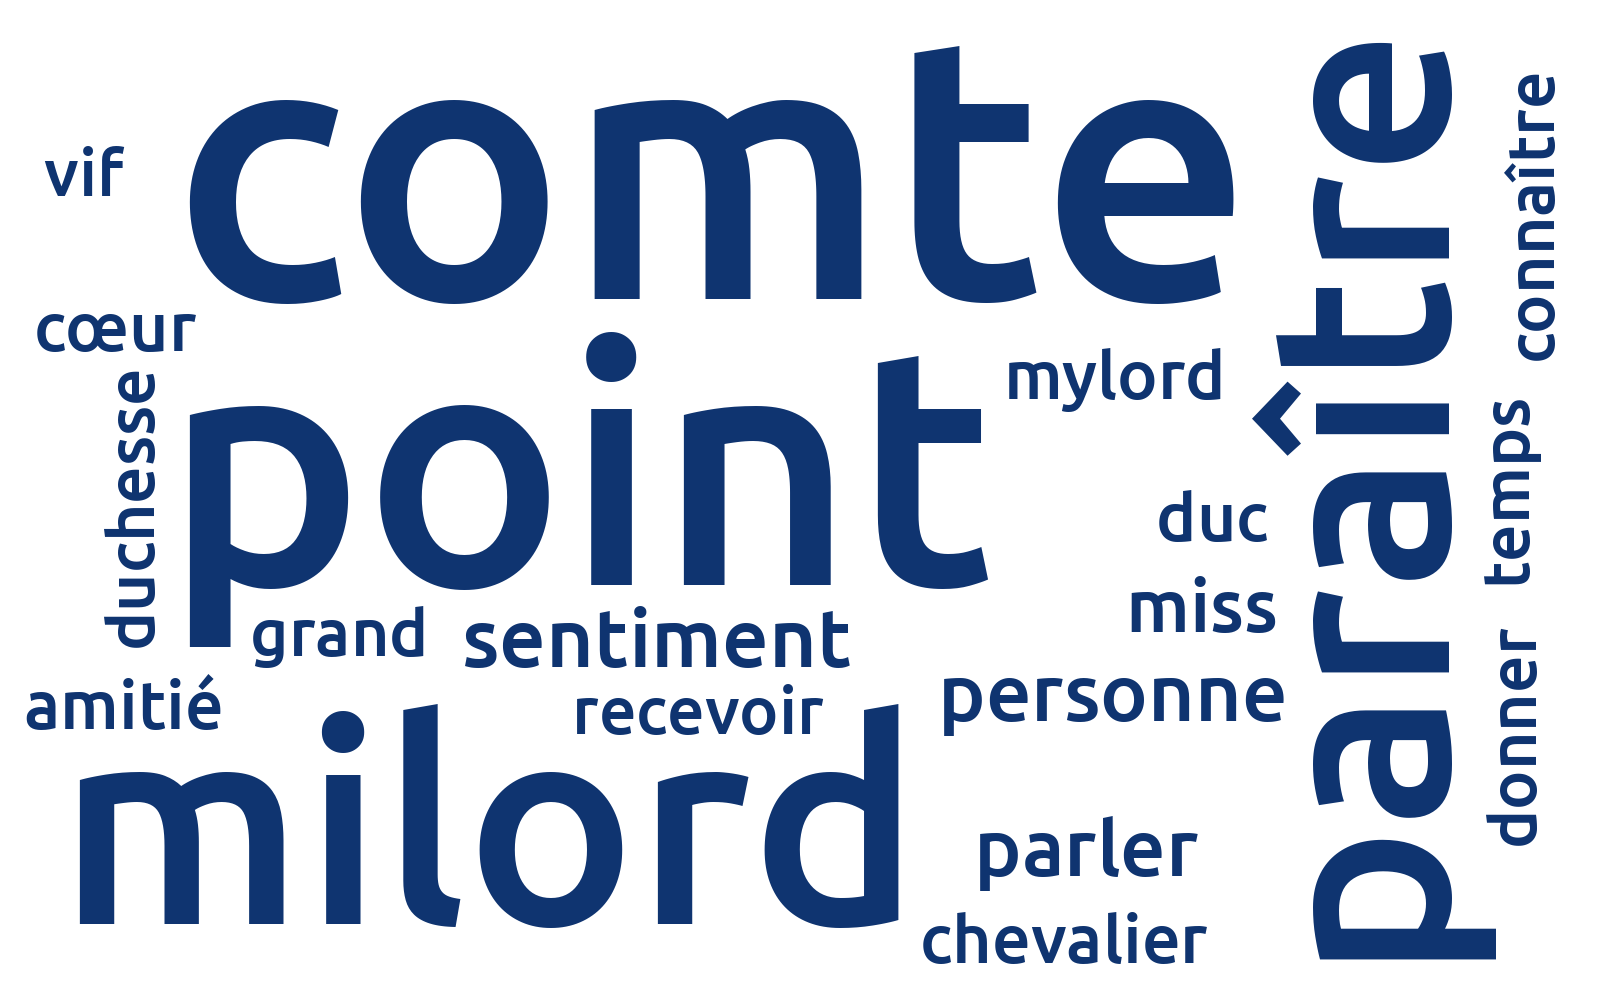 comte
vif
cœur
point
mylord
duchesse
duc
miss
grand
sentiment
personne
amitié
recevoir
milord
parler
chevalier
paraître
connaître
temps
donner